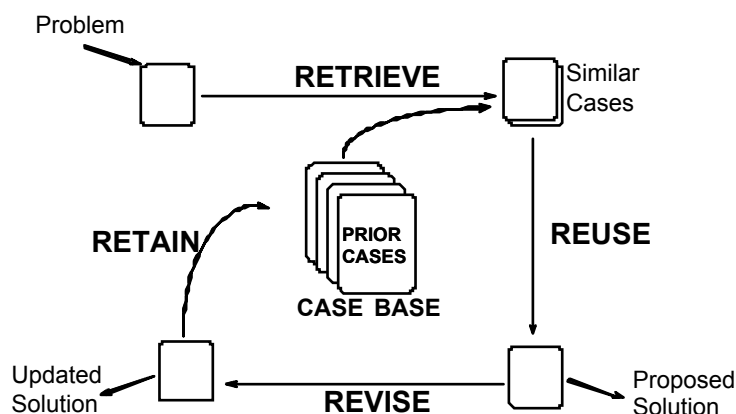 Problem
RETRIEVE
Similar
Cases
RETAIN
PRIOR
CASES
REUSE
CASE BASE
Updated
Solution
REVISE
Proposed
Solution